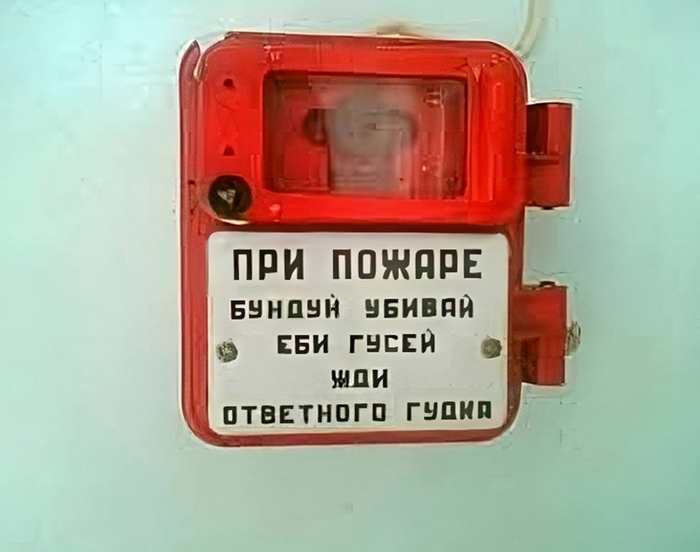 ПРИ ПОЖАРЕ
БУНДУЙ УБИВАЙ
ЕБИ ГУСЕЙ
ЖДИ
ОТВЕТНОГО ГУДКА